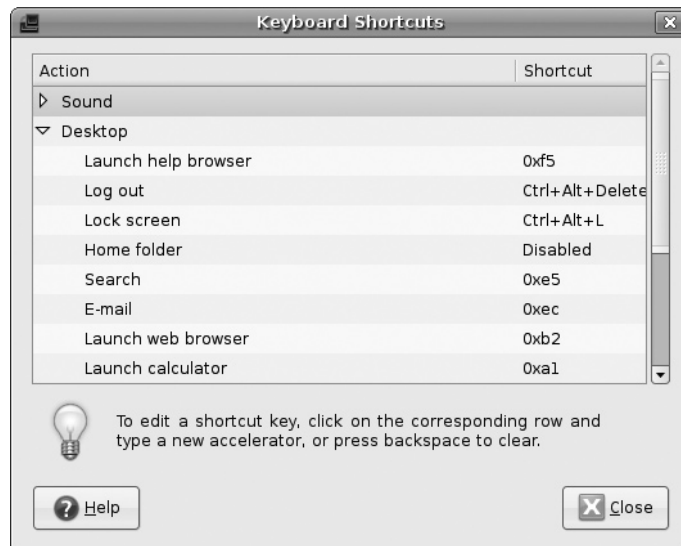 Keyboard Shortcuts
Action Shortcut
Sound
Desktop
Launch help browser 0xf5
Log out Ctrl+Alt+Delete
Lock screen Ctrl+Alt+L
Home folder Disabled
Search 0xe5
E-mail 0xec
Launch web browser 0xb2
Launch calculator 0xa1
To edit a shortcut key, click on the corresponding row and
type a new accelerator, or press backspace to clear.
Help Close